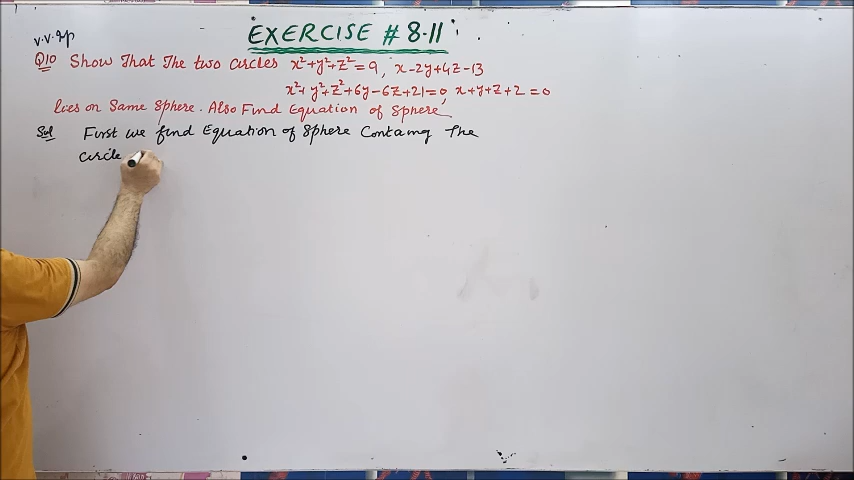 EXERCISE # 8.11
v.v.Ip
Q10 Show That The two circles x²+y²+z²=9, x-2y+4z-13
x²+y²+z²+6y-6z+21=0, x+y+z+2=0
lies on Same Sphere. Also Find Equation of Sphere
Sol First we find Equation of Sphere Containg The
circle